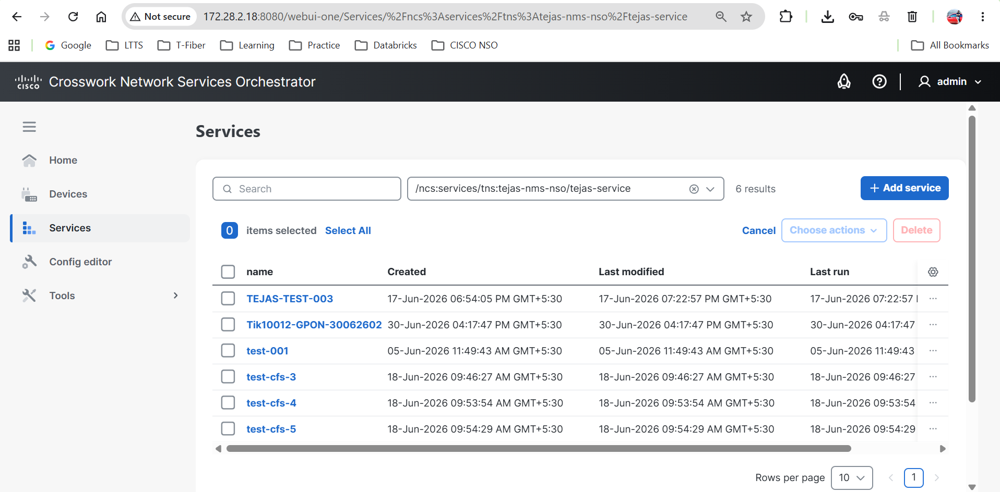 Not secure 172.28.2.18:8080/webui-one/Services/%2Fncs%3Aservices%2Ftns%3Atejas-nms-nso%2Ftejas-service
Google LTTS T-Fiber Learning Practice Databricks CISCO NSO All Bookmarks
CISCO Crosswork Network Services Orchestrator admin
Services
Home
Devices
Services
Config editor
Tools
Search /ncs:services/tns:tejas-nms-nso/tejas-service 6 results + Add service
0 items selected Select All Cancel Choose actions Delete
name Created Last modified Last run
TEJAS-TEST-003 17-Jun-2026 06:54:05 PM GMT+5:30 17-Jun-2026 07:22:57 PM GMT+5:30 17-Jun-2026 07:22:57
Tik10012-GPON-30062602 30-Jun-2026 04:17:47 PM GMT+5:30 30-Jun-2026 04:17:47 PM GMT+5:30 30-Jun-2026 04:17:47
test-001 05-Jun-2026 11:49:43 AM GMT+5:30 05-Jun-2026 11:49:43 AM GMT+5:30 05-Jun-2026 11:49:43
test-cfs-3 18-Jun-2026 09:46:27 AM GMT+5:30 18-Jun-2026 09:46:27 AM GMT+5:30 18-Jun-2026 09:46:27
test-cfs-4 18-Jun-2026 09:53:54 AM GMT+5:30 18-Jun-2026 09:53:54 AM GMT+5:30 18-Jun-2026 09:53:54
test-cfs-5 18-Jun-2026 09:54:29 AM GMT+5:30 18-Jun-2026 09:54:29 AM GMT+5:30 18-Jun-2026 09:54:29
Rows per page 10 1